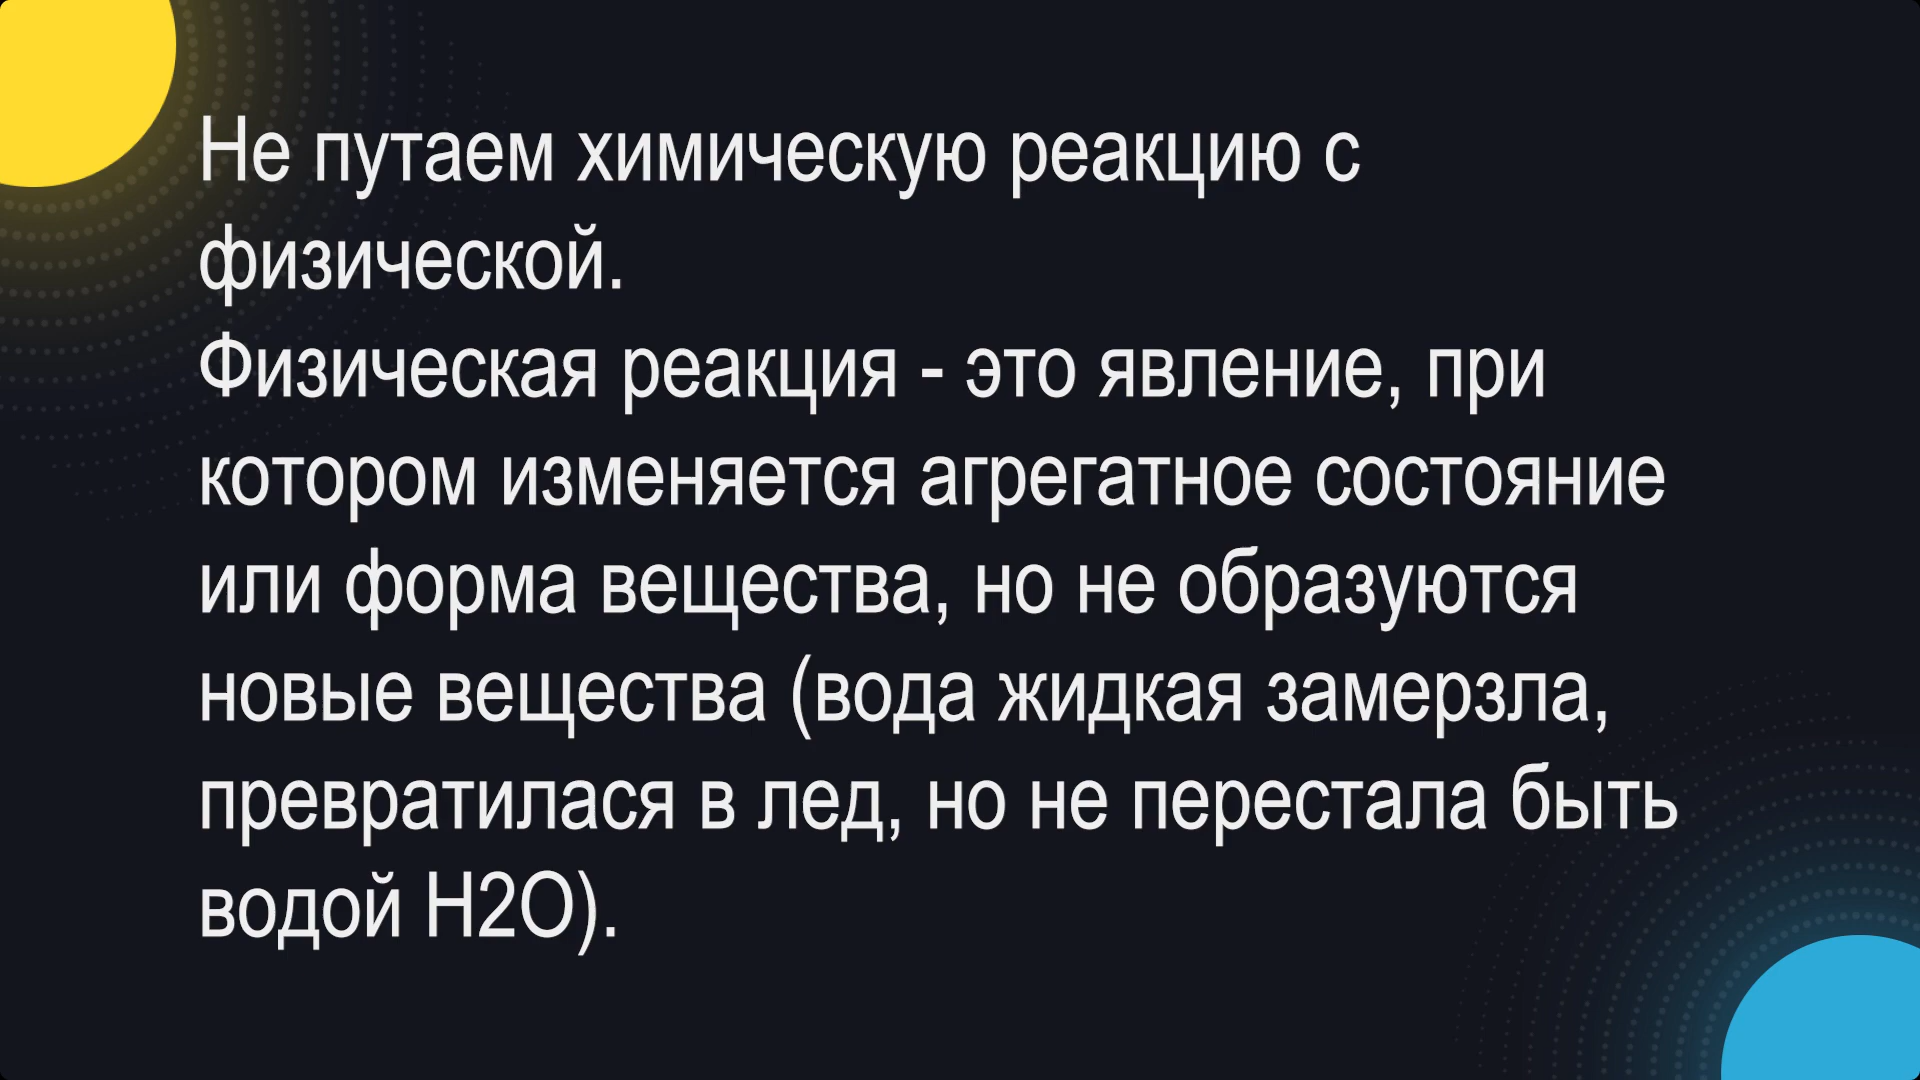 Не путаем химическую реакцию с
физической.
Физическая реакция - это явление, при
котором изменяется агрегатное состояние
или форма вещества, но не образуются
новые вещества (вода жидкая замерзла,
превратилася в лед, но не перестала быть
водой H2O).